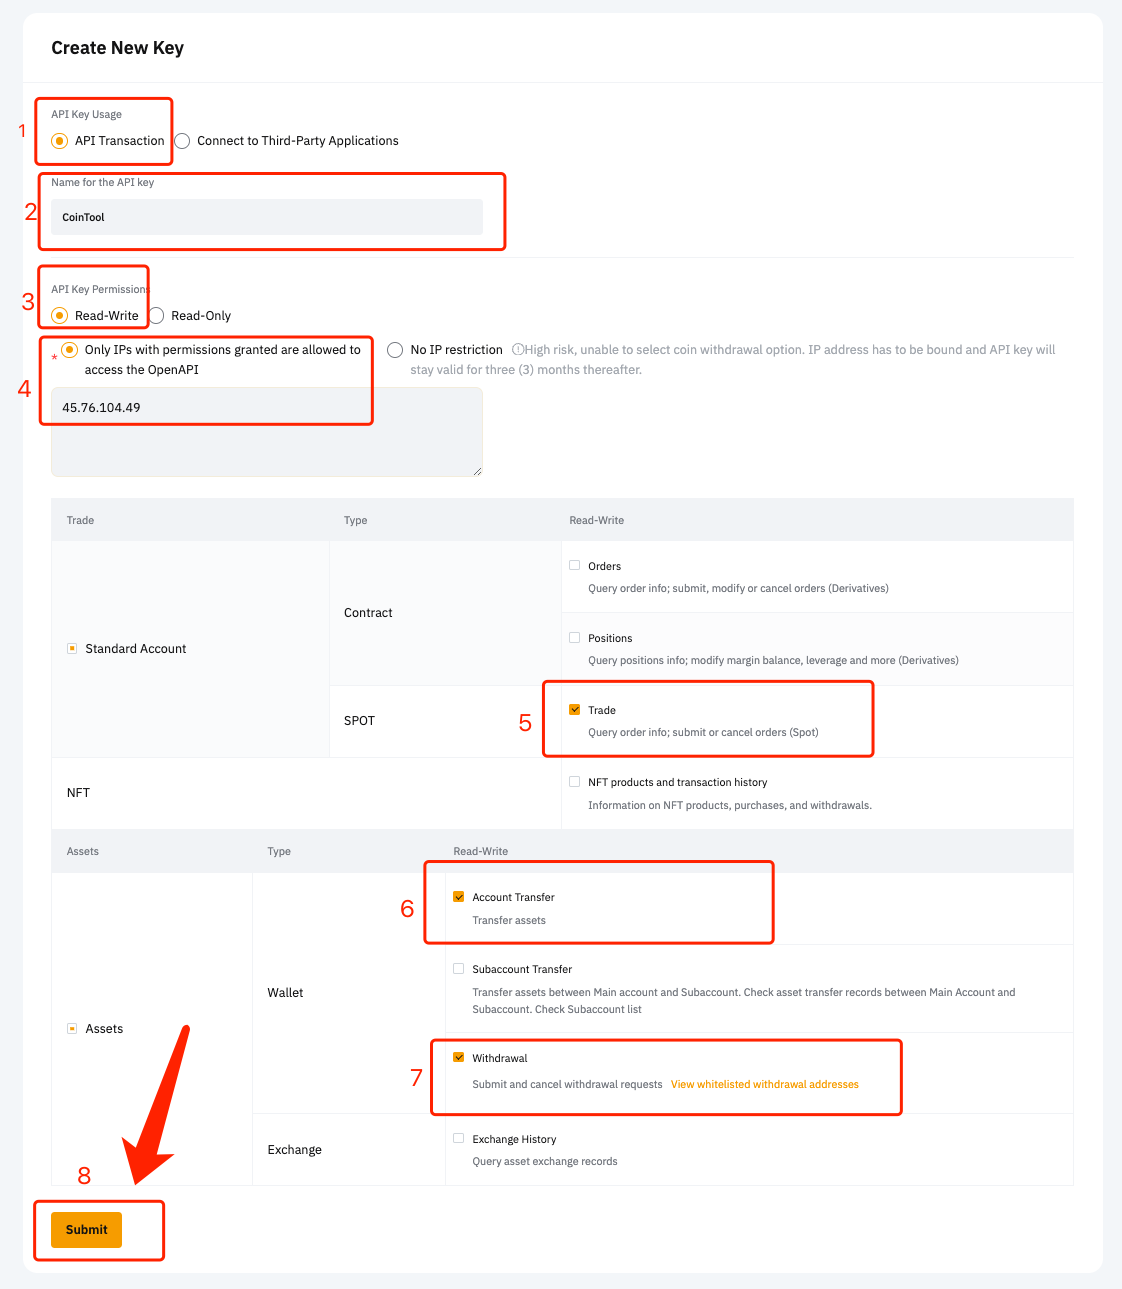 Create New Key
1
API Key Usage
API Transaction
Connect to Third-Party Applications
2
Name for the API key
CoinTool
3
API Key Permissions
Read-Write
Read-Only
4
* Only IPs with permissions granted are allowed to
access the OpenAPI
No IP restriction High risk, unable to select coin withdrawal option. IP address has to be bound and API key will
stay valid for three (3) months thereafter.
45.76.104.49
Trade Type Read-Write
Standard Account
Contract
Orders
Query order info; submit, modify or cancel orders (Derivatives)
Positions
Query positions info; modify margin balance, leverage and more (Derivatives)
SPOT
5
Trade
Query order info; submit or cancel orders (Spot)
NFT
NFT products and transaction history
Information on NFT products, purchases, and withdrawals.
Assets Type Read-Write
Assets
Wallet
6
Account Transfer
Transfer assets
Subaccount Transfer
Transfer assets between Main account and Subaccount. Check asset transfer records between Main Account and
Subaccount. Check Subaccount list
7
Withdrawal
Submit and cancel withdrawal requests View whitelisted withdrawal addresses
Exchange
Exchange History
Query asset exchange records
8
Submit